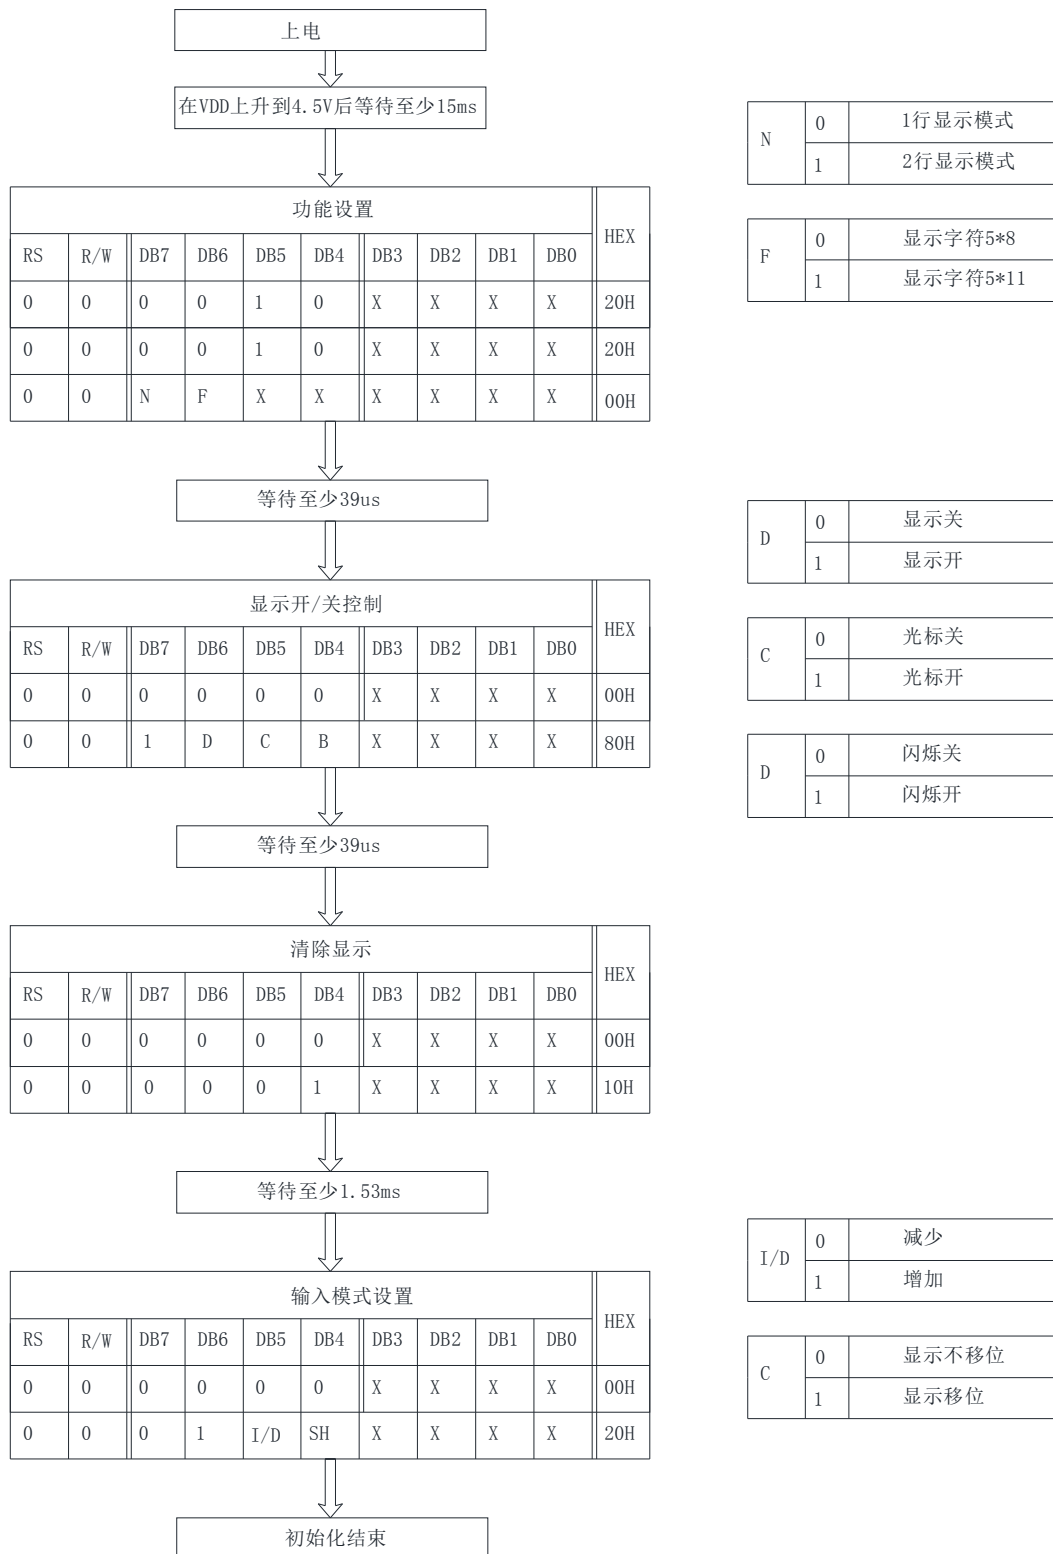 上电
在VDD上升到4.5V后等待至少15ms
功能设置 HEX
RS R/W DB7 DB6 DB5 DB4 DB3 DB2 DB1 DB0
0 0 0 0 1 0 X X X X 20H
0 0 0 0 1 0 X X X X 20H
0 0 N F X X X X X X 00H
N 0 1行显示模式
1 2行显示模式
F 0 显示字符5*8
1 显示字符5*11
等待至少39us
显示开/关控制 HEX
RS R/W DB7 DB6 DB5 DB4 DB3 DB2 DB1 DB0
0 0 0 0 0 0 X X X X 00H
0 0 1 D C B X X X X 80H
D 0 显示关
1 显示开
C 0 光标关
1 光标开
D 0 闪烁关
1 闪烁开
等待至少39us
清除显示 HEX
RS R/W DB7 DB6 DB5 DB4 DB3 DB2 DB1 DB0
0 0 0 0 0 0 X X X X 00H
0 0 0 0 0 1 X X X X 10H
等待至少1.53ms
输入模式设置 HEX
RS R/W DB7 DB6 DB5 DB4 DB3 DB2 DB1 DB0
0 0 0 0 0 0 X X X X 00H
0 0 0 1 I/D SH X X X X 20H
I/D 0 减少
1 增加
C 0 显示不移位
1 显示移位
初始化结束